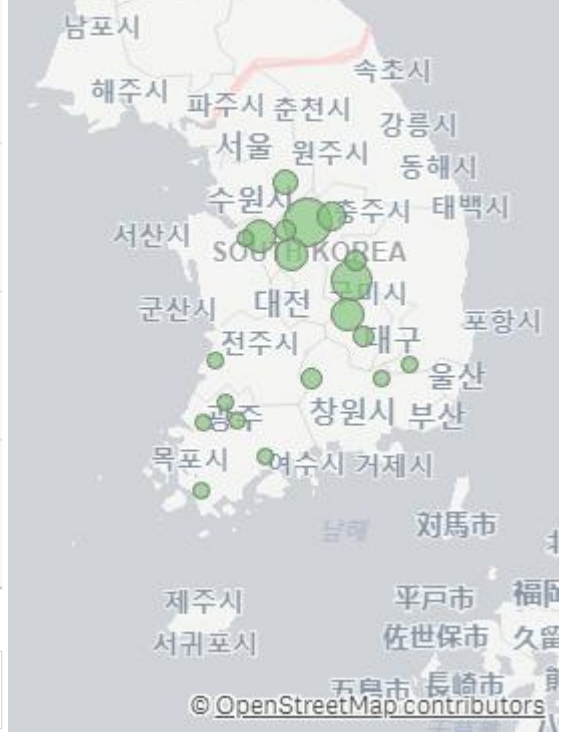 남포시
속초시
해주시 파주시 춘천시
강릉시
서울 원주시
동해시
수원시 충주시 태백시
서산시
SOUTH KOREA
대전 구미시
군산시 포항시
전주시 대구
울산
광주 창원시 부산
목포시 여수시 거제시
남해
対馬市
제주시 平戸市 福岡
서귀포시 佐世保市 久留
五島市 長崎市
© OpenStreetMap contributors